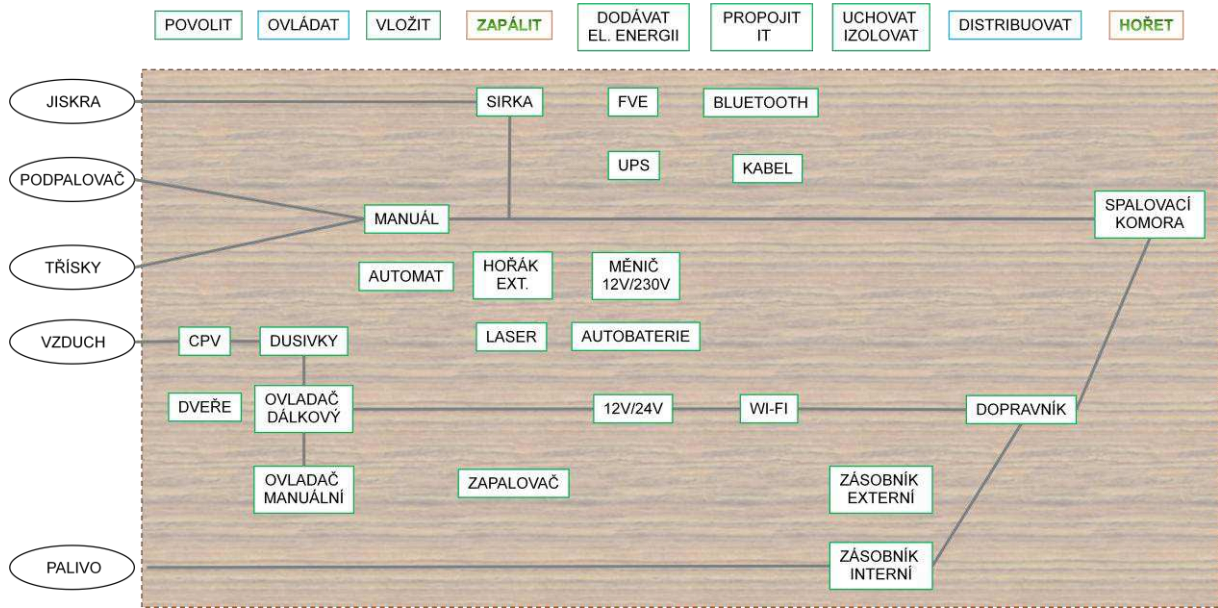 POVOLIT
OVLÁDAT
VLOŽIT
ZAPÁLIT
DODÁVAT
EL. ENERGII
PROPOJIT
IT
UCHOVAT
IZOLOVAT
DISTRIBUOVAT
HOŘET
JISKRA
SIRKA
FVE
BLUETOOTH
PODPALOVAČ
UPS
KABEL
MANUÁL
SPALOVACÍ
KOMORA
TŘÍSKY
AUTOMAT
HOŘÁK
EXT.
MĚNIČ
12V/230V
VZDUCH
CPV
DUSIVKY
LASER
AUTOBATERIE
DVEŘE
OVLADAČ
DÁLKOVÝ
12V/24V
WI-FI
DOPRAVNÍK
OVLADAČ
MANUÁLNÍ
ZAPALOVAČ
ZÁSOBNÍK
EXTERNÍ
PALIVO
ZÁSOBNÍK
INTERNÍ